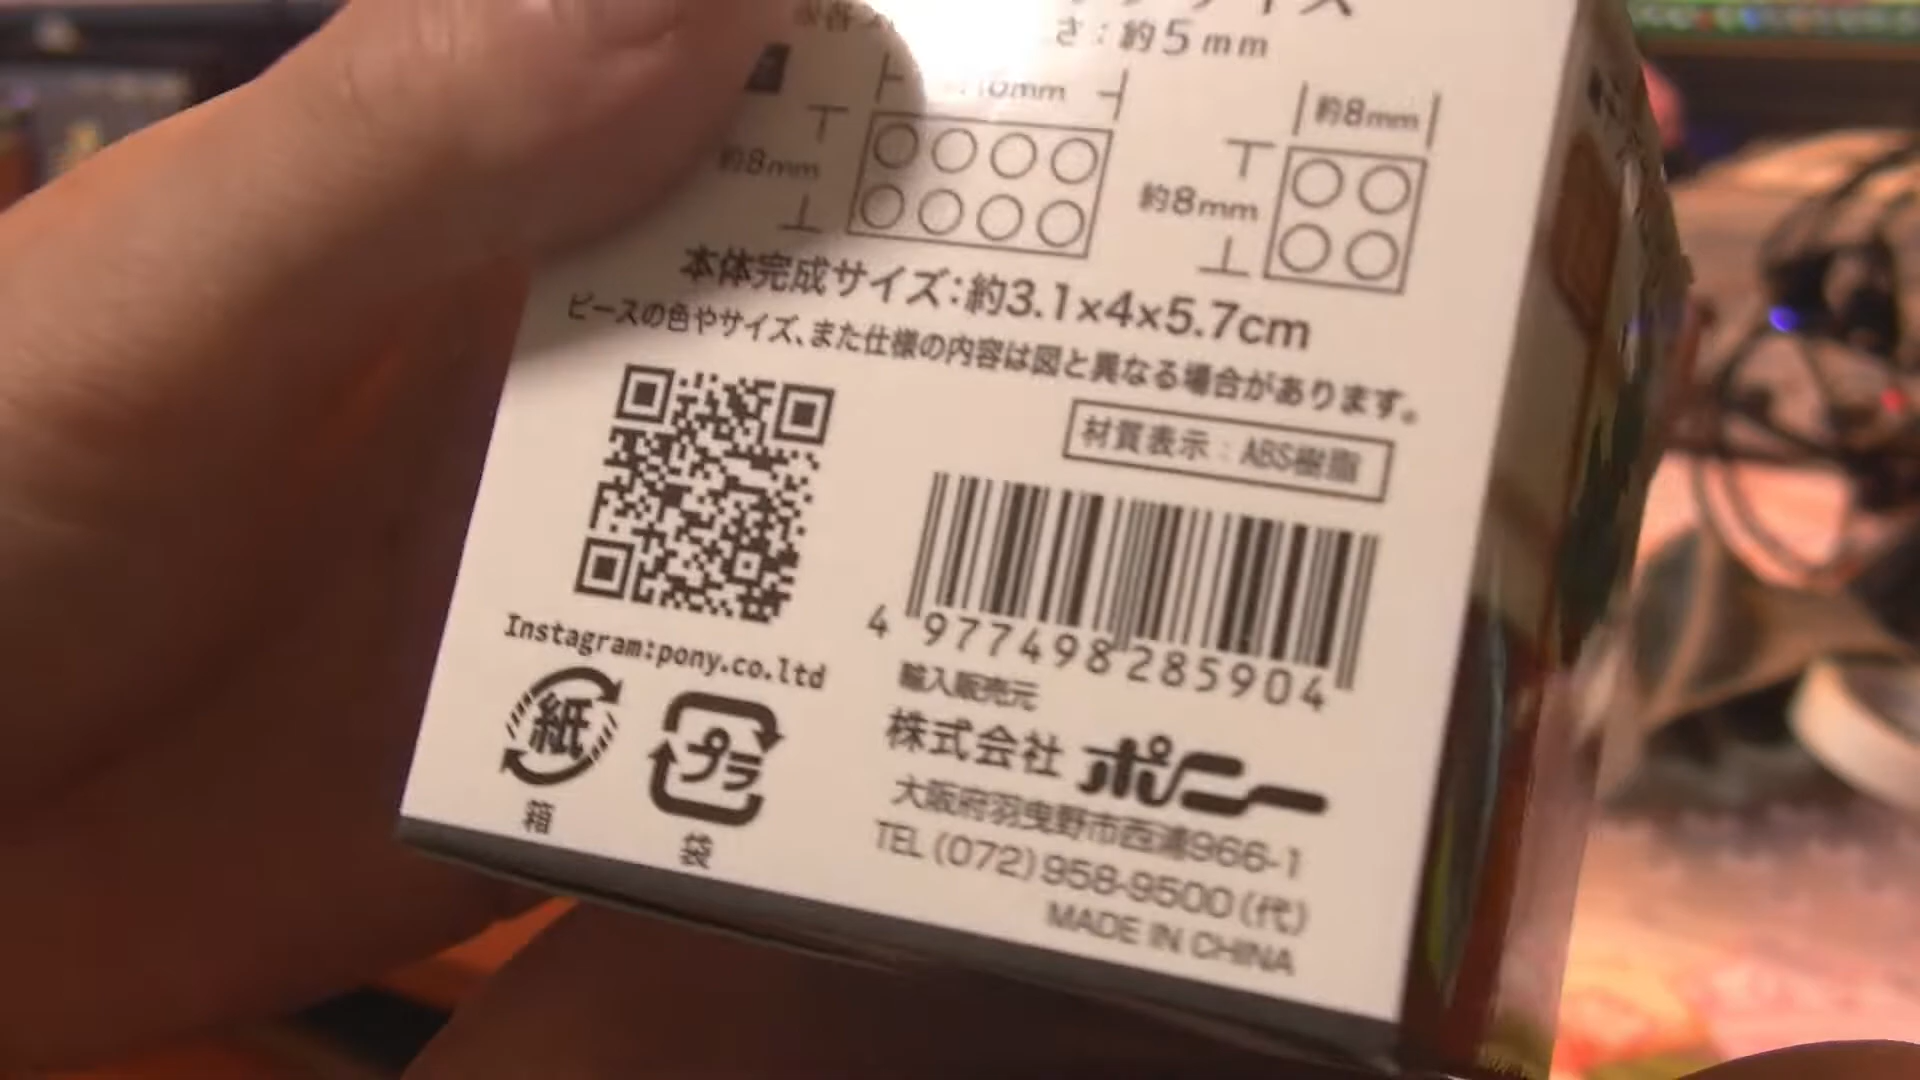 さ：約5mm
約8mm
約8mm
約8mm
本体完成サイズ：約3.1×4×5.7cm
ピースの色やサイズ、また仕様の内容は図と異なる場合があります。
材質表示：ABS樹脂
Instagram:pony.co.ltd
4 977498 285904
紙
箱
プラ
袋
輸入販売元
株式会社 ポニー
大阪府羽曳野市西浦966-1
TEL (072) 958-9500 (代)
MADE IN CHINA